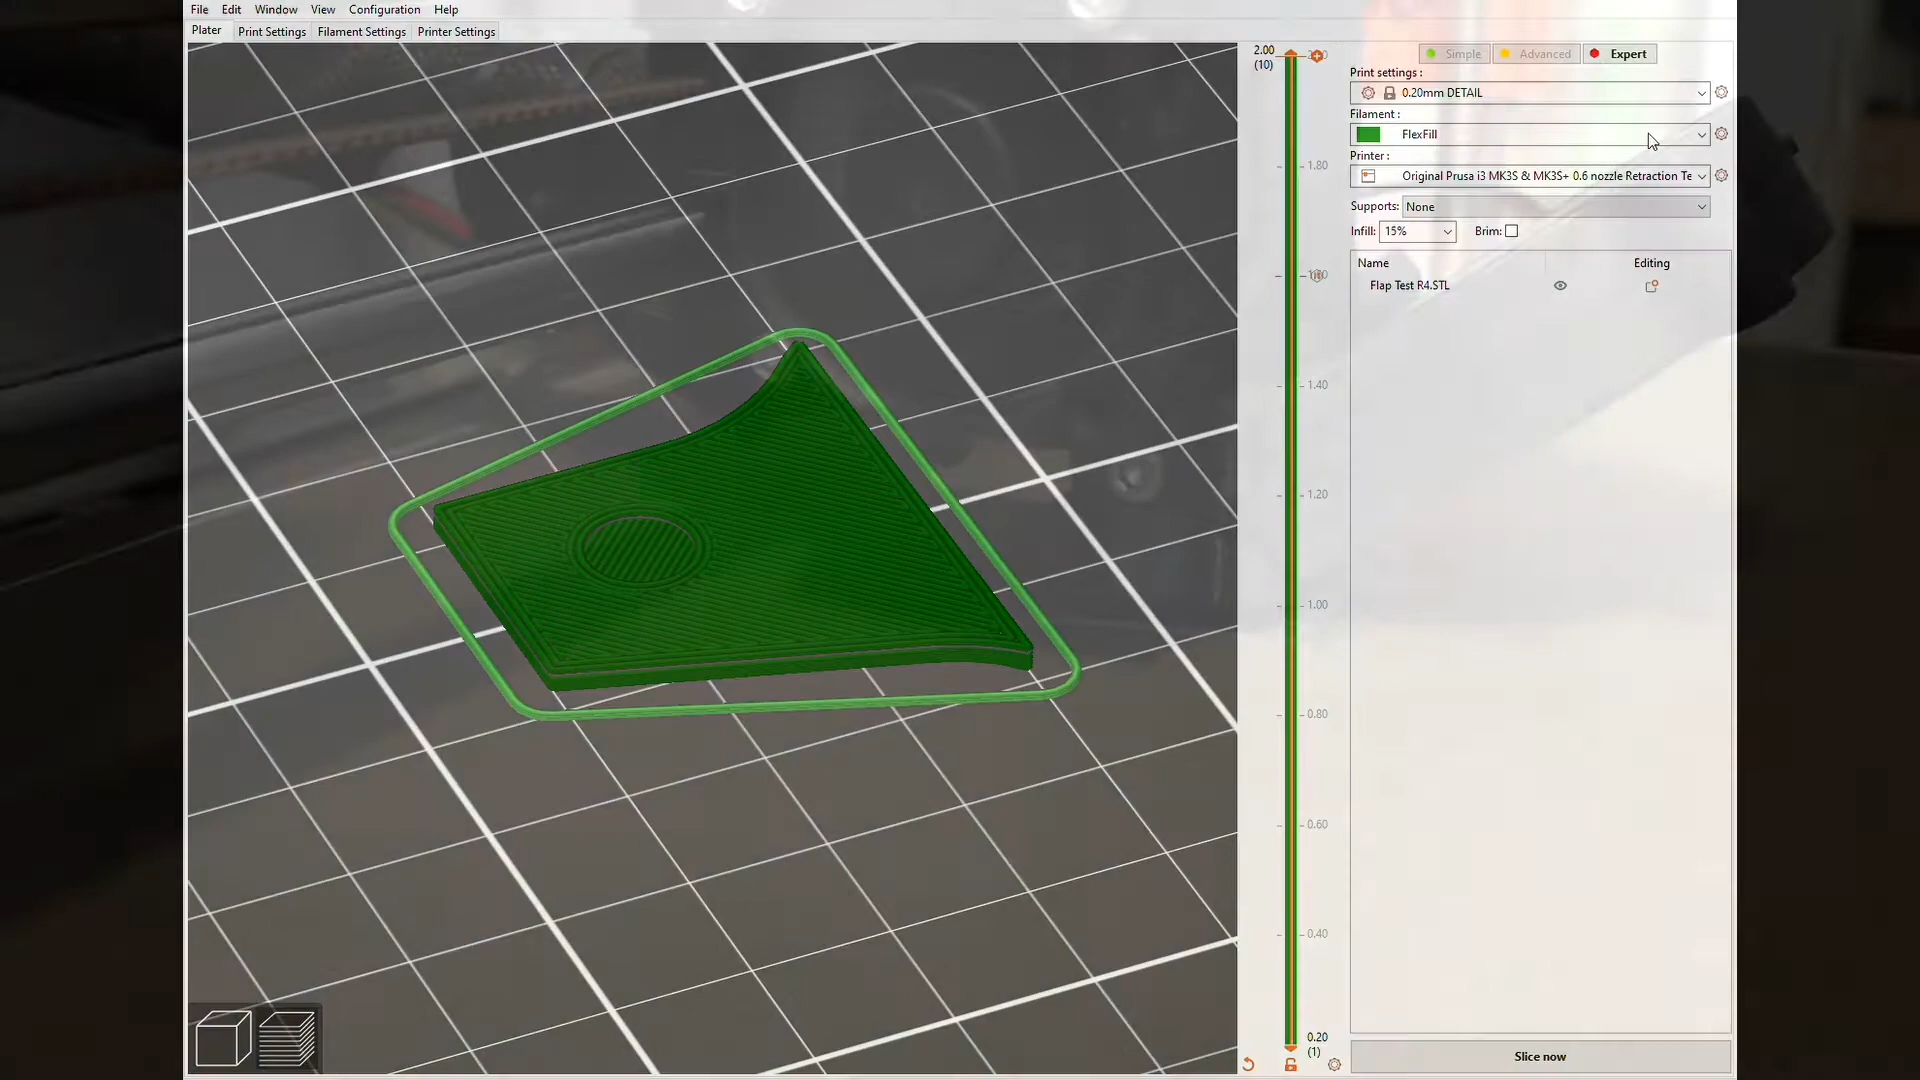 File Edit Window View Configuration Help
Plater Print Settings Filament Settings Printer Settings
Simple Advanced Expert
Print settings :
0.20mm DETAIL
Filament :
FlexFill
Printer :
Original Prusa i3 MK3S & MK3S+ 0.6 nozzle Retraction Te
Supports: None
Infill: 15% Brim:
Name Editing
Flap Test R4.STL
2.00
(10)
1.80
1.40
1.20
1.00
0.80
0.60
0.40
0.20
(1)
Slice now